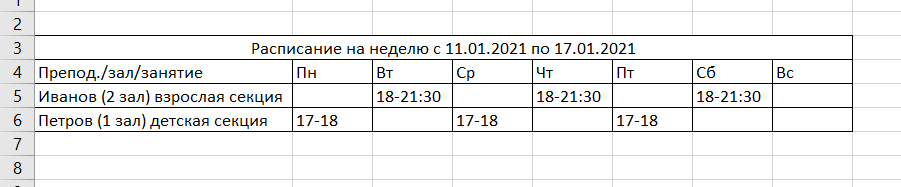 1
2
3 Расписание на неделю с 11.01.2021 по 17.01.2021
4 Препод./зал/занятие Пн Вт Ср Чт Пт Сб Вс
5 Иванов (2 зал) взрослая секция 18-21:30 18-21:30 18-21:30
6 Петров (1 зал) детская секция 17-18 17-18 17-18
7
8